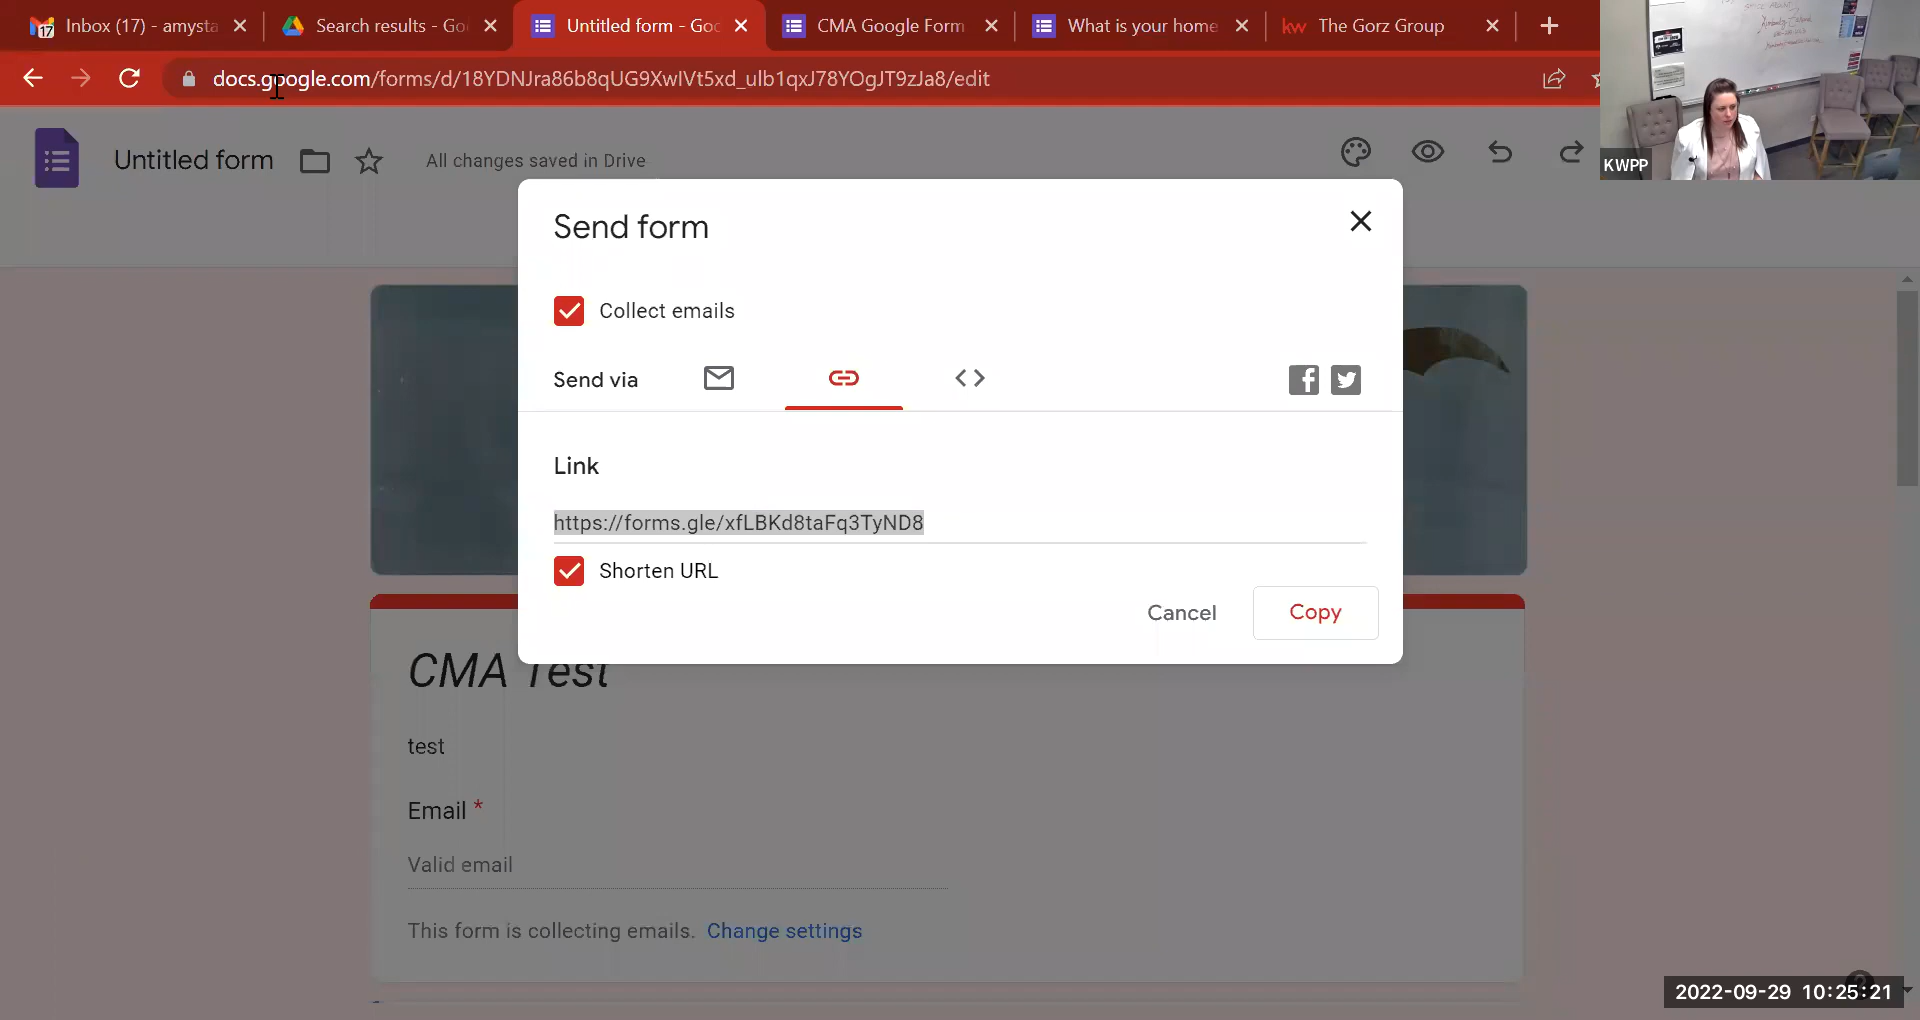 Inbox (17) - amysta
Search results - Go
Untitled form - Goo
CMA Google Form
What is your home
kw The Gorz Group
docs.google.com/forms/d/18YDNJra86b8qUG9XwIVt5xd_ulb1qxJ78YOgJT9zJa8/edit
Untitled form
All changes saved in Drive
KWPP
Send form
Collect emails
Send via
Link
https://forms.gle/xfLBKd8taFq3TyND8
Shorten URL
Cancel
Copy
CMA Test
test
Email *
Valid email
This form is collecting emails. Change settings
2022-09-29 10:25:21